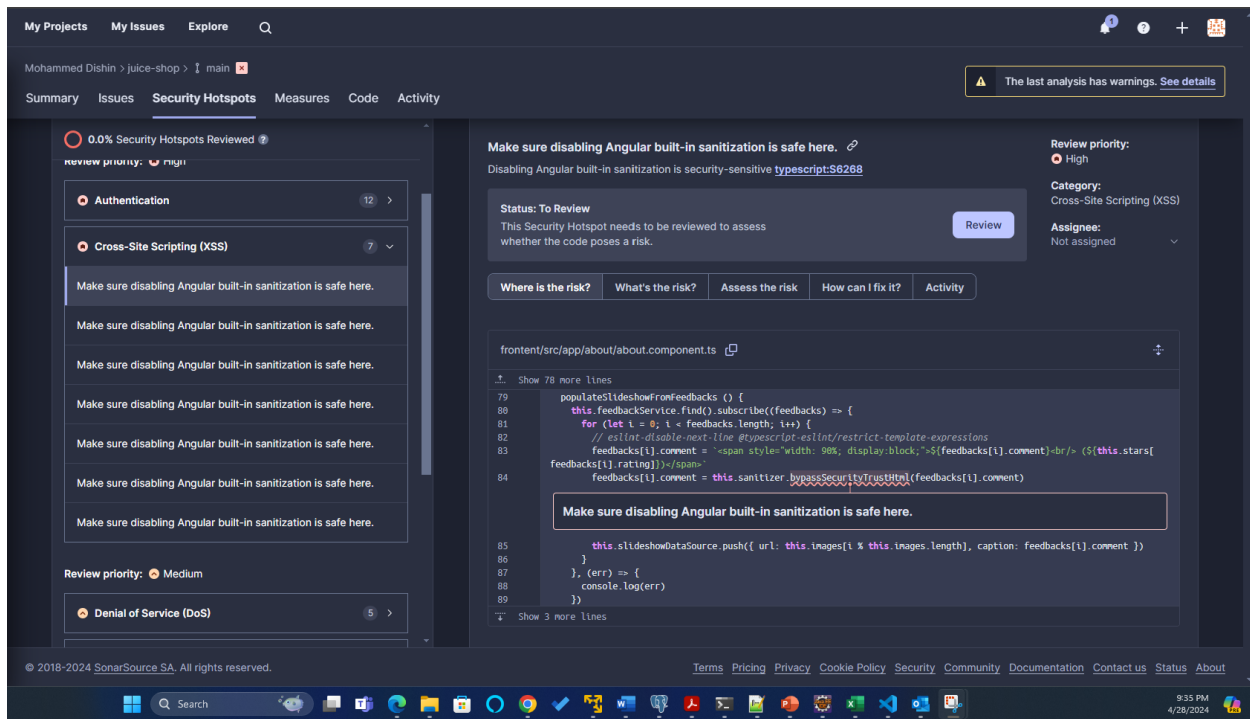 My Projects My Issues Explore
1
Mohammed Dishin > juice-shop > main
The last analysis has warnings. See details
Summary Issues Security Hotspots Measures Code Activity
0.0% Security Hotspots Reviewed
Review priority: High
Authentication 12
Cross-Site Scripting (XSS) 7
Make sure disabling Angular built-in sanitization is safe here.
Make sure disabling Angular built-in sanitization is safe here.
Make sure disabling Angular built-in sanitization is safe here.
Make sure disabling Angular built-in sanitization is safe here.
Make sure disabling Angular built-in sanitization is safe here.
Make sure disabling Angular built-in sanitization is safe here.
Make sure disabling Angular built-in sanitization is safe here.
Review priority: Medium
Denial of Service (DoS) 5
Make sure disabling Angular built-in sanitization is safe here.
Disabling Angular built-in sanitization is security-sensitive typescript:S6268
Status: To Review
This Security Hotspot needs to be reviewed to assess
whether the code poses a risk.
Review
Review priority:
High
Category:
Cross-Site Scripting (XSS)
Assignee:
Not assigned
Where is the risk? What's the risk? Assess the risk How can I fix it? Activity
frontent/src/app/about/about.component.ts
Show 78 more lines
79 populateSlideshowFromFeedbacks () {
80 this.feedbackService.find().subscribe((feedbacks) => {
81 for (let i = 0; i < feedbacks.length; i++) {
82 // eslint-disable-next-line @typescript-eslint/restrict-template-expressions
83 feedbacks[i].comment = `<span style="width: 90%; display:block;">${feedbacks[i].comment}<br/> (${this.stars[
feedbacks[i].rating]})</span>`
84 feedbacks[i].comment = this.sanitizer.bypassSecurityTrustHtml(feedbacks[i].comment)
Make sure disabling Angular built-in sanitization is safe here.
85 this.slideshowDataSource.push({ url: this.images[i % this.images.length], caption: feedbacks[i].comment })
86 }
87 }, (err) => {
88 console.log(err)
89 })
Show 3 more lines
© 2018-2024 SonarSource SA. All rights reserved.
Terms Pricing Privacy Cookie Policy Security Community Documentation Contact us Status About
Search
9:35 PM
4/28/2024